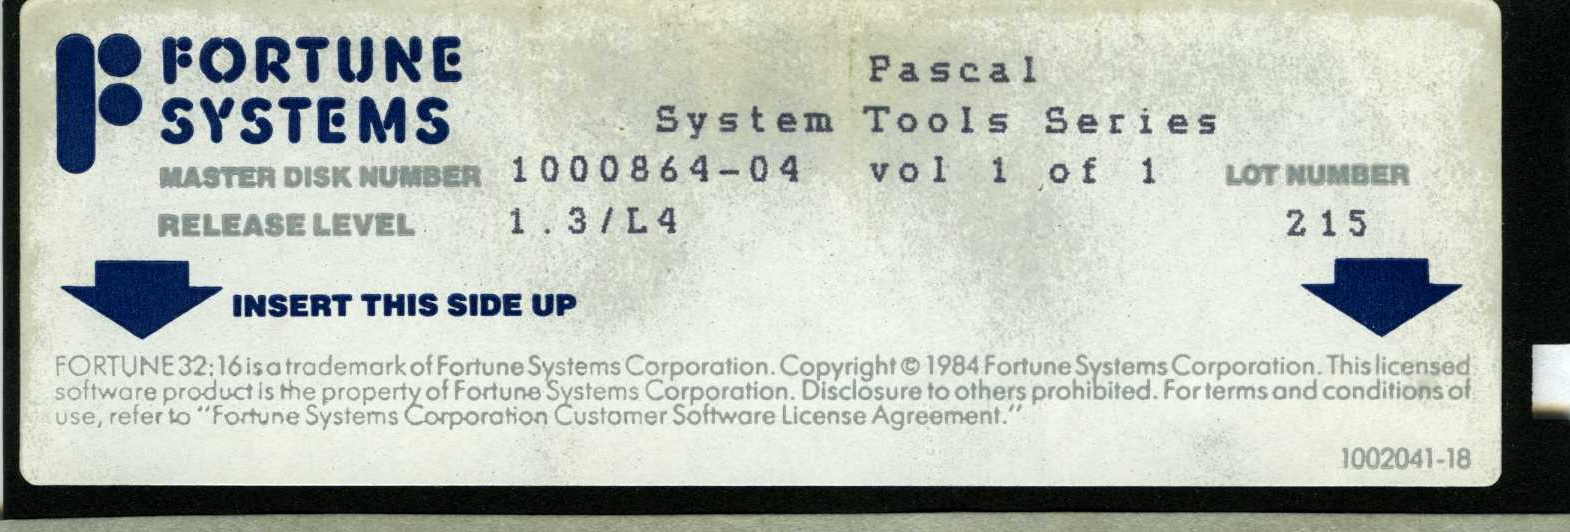 FORTUNE
SYSTEMS
Pascal
System Tools Series
MASTER DISK NUMBER 1000864-04 vol 1 of 1 LOT NUMBER
RELEASE LEVEL 1.3/L4 215
INSERT THIS SIDE UP
FORTUNE 32:16 is a trademark of Fortune Systems Corporation. Copyright © 1984 Fortune Systems Corporation. This licensed
software product is the property of Fortune Systems Corporation. Disclosure to others prohibited. For terms and conditions of
use, refer to "Fortune Systems Corporation Customer Software License Agreement."
1002041-18